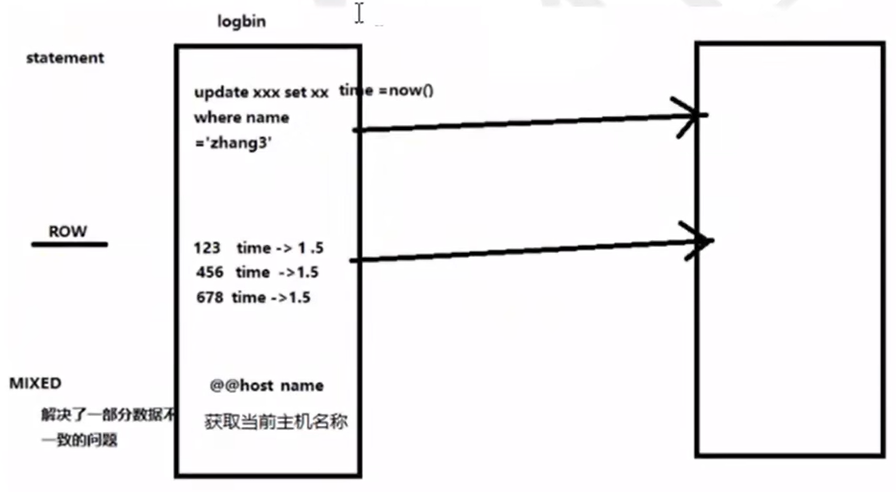 logbin
statement
update xxx set xx time =now()
where name
='zhang3'
ROW
123 time -> 1 .5
456 time ->1.5
678 time ->1.5
MIXED
@@host name
解决了一部分数据不
获取当前主机名称
一致的问题